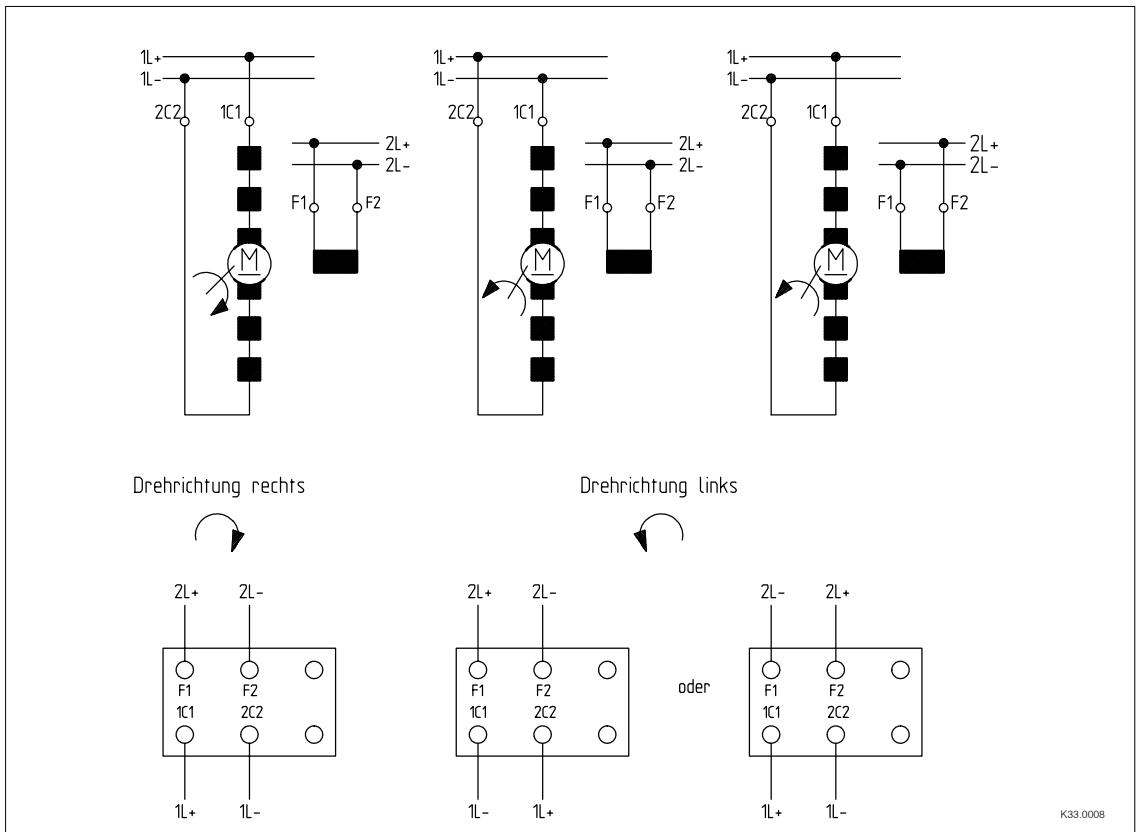 1L+ 1L+ 1L+
1L- 1L- 1L-
2C2 1C1 2C2 1C1 2C2 1C1
2L+ 2L+ 2L+
2L- 2L- 2L-
F1 F2 F1 F2 F1 F2
M M M
Drehrichtung rechts Drehrichtung links
2L+ 2L- 2L+ 2L- 2L- 2L+
F1 F2 F1 F2 oder F1 F2
1C1 2C2 1C1 2C2 1C1 2C2
1L+ 1L- 1L- 1L+ 1L+ 1L-
K33.0008